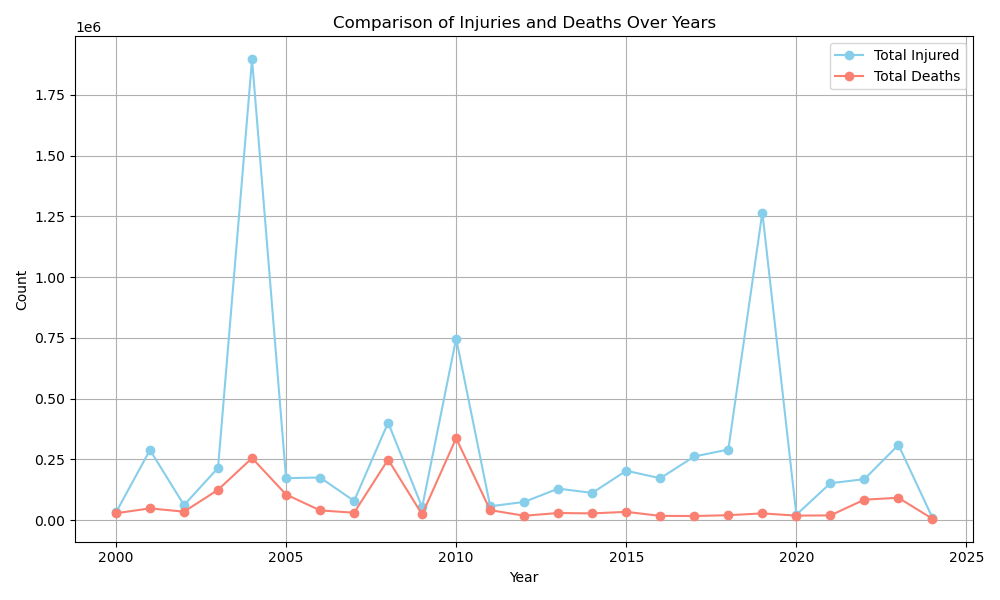 Comparison of Injuries and Deaths Over Years
1e6
Total Injured
Total Deaths
1.75
1.50
1.25
1.00
0.75
0.50
0.25
0.00
Count
2000 2005 2010 2015 2020 2025
Year